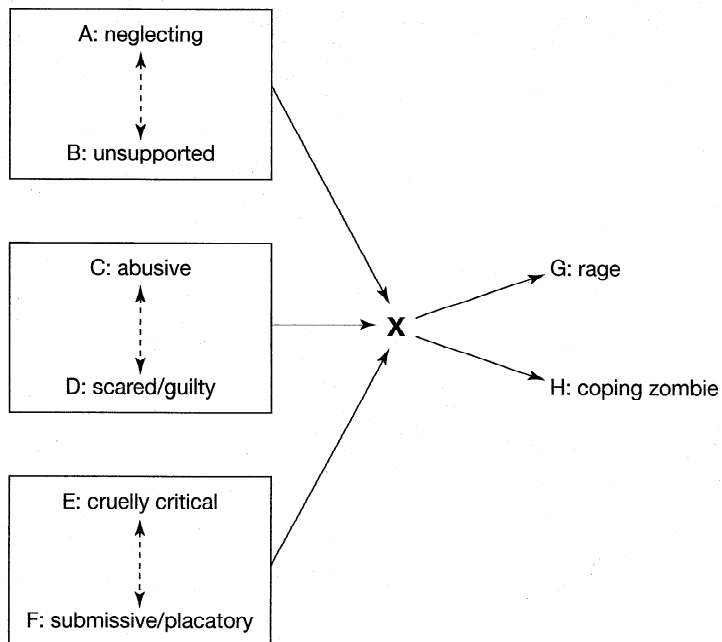 A: neglecting
B: unsupported
C: abusive
D: scared/guilty
E: cruelly critical
F: submissive/placatory
X
G: rage
H: coping zombie